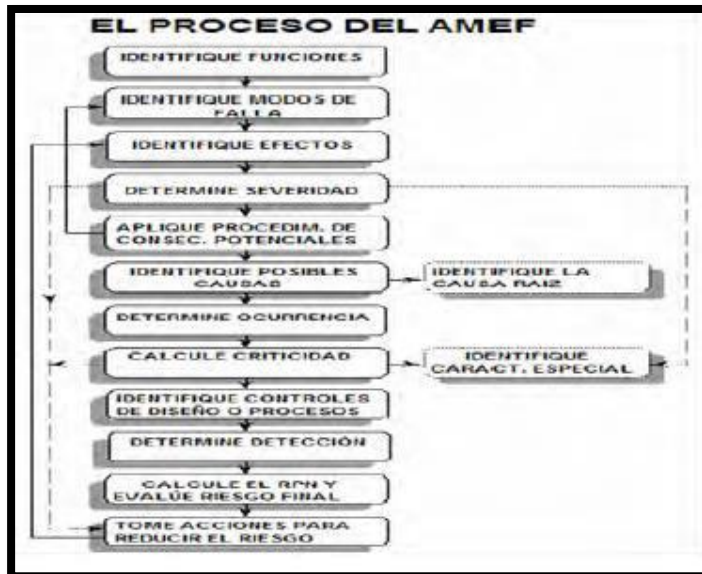 EL PROCESO DEL AMEF
IDENTIFIQUE FUNCIONES
IDENTIFIQUE MODOS DE
FALLA
IDENTIFIQUE EFECTOS
DETERMINE SEVERIDAD
APLIQUE PROCEDIM. DE
CONSEC. POTENCIALES
IDENTIFIQUE POSIBLES
CAUSAS
IDENTIFIQUE LA
CAUSA RAIZ
DETERMINE OCURRENCIA
CALCULE CRITICIDAD
IDENTIFIQUE
CARACT. ESPECIAL
IDENTIFIQUE CONTROLES
DE DISEÑO O PROCESOS
DETERMINE DETECCIÓN
CALCULE EL RPN Y
EVALÚE RIESGO FINAL
TOME ACCIONES PARA
REDUCIR EL RIESGO